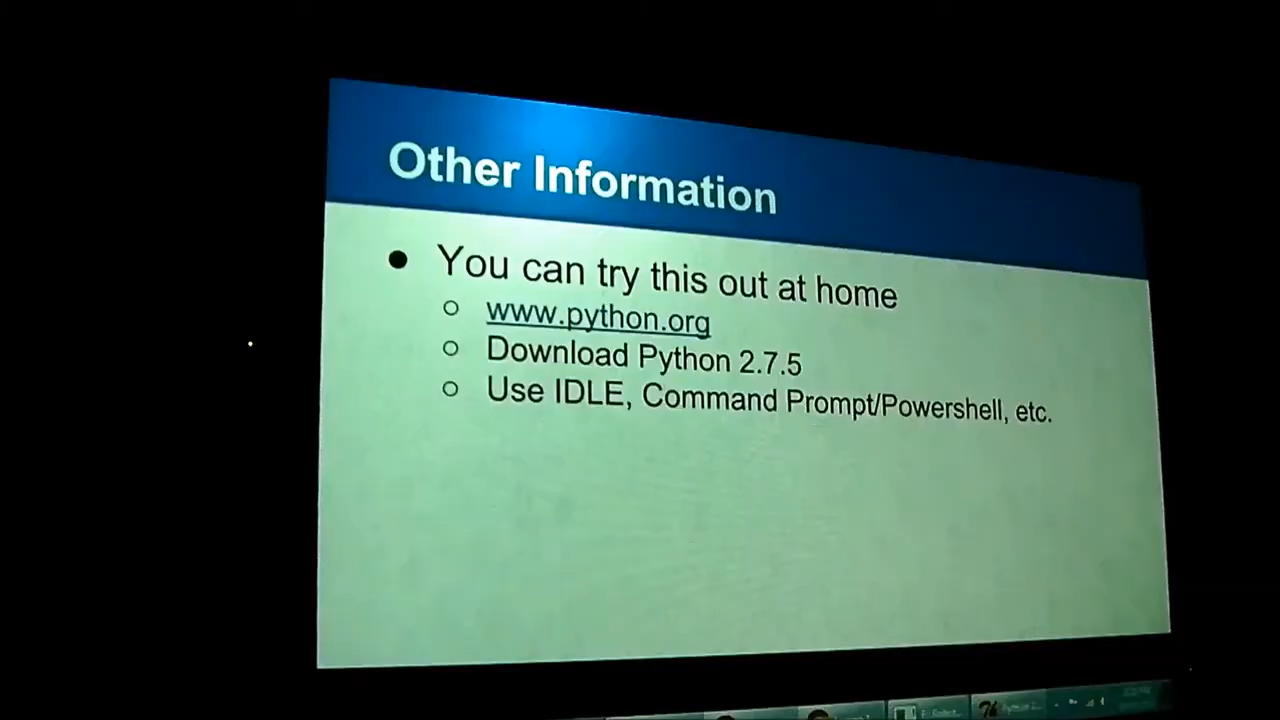 Other Information
● You can try this out at home
○ www.python.org
○ Download Python 2.7.5
○ Use IDLE, Command Prompt/Powershell, etc.